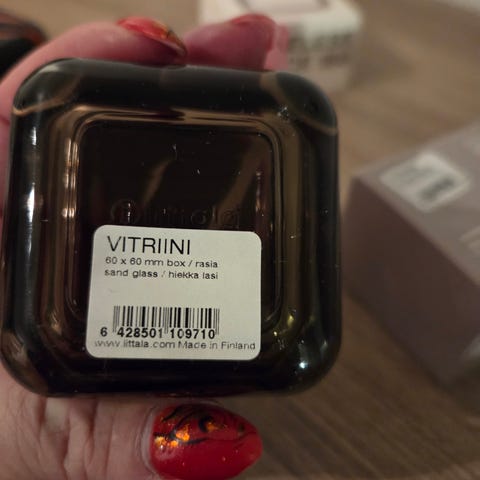 iittala
VITRIINI
60 x 60 mm box / rasia
sand glass / hiekka lasi
6 428501 109710
www.iittala.com Made in Finland